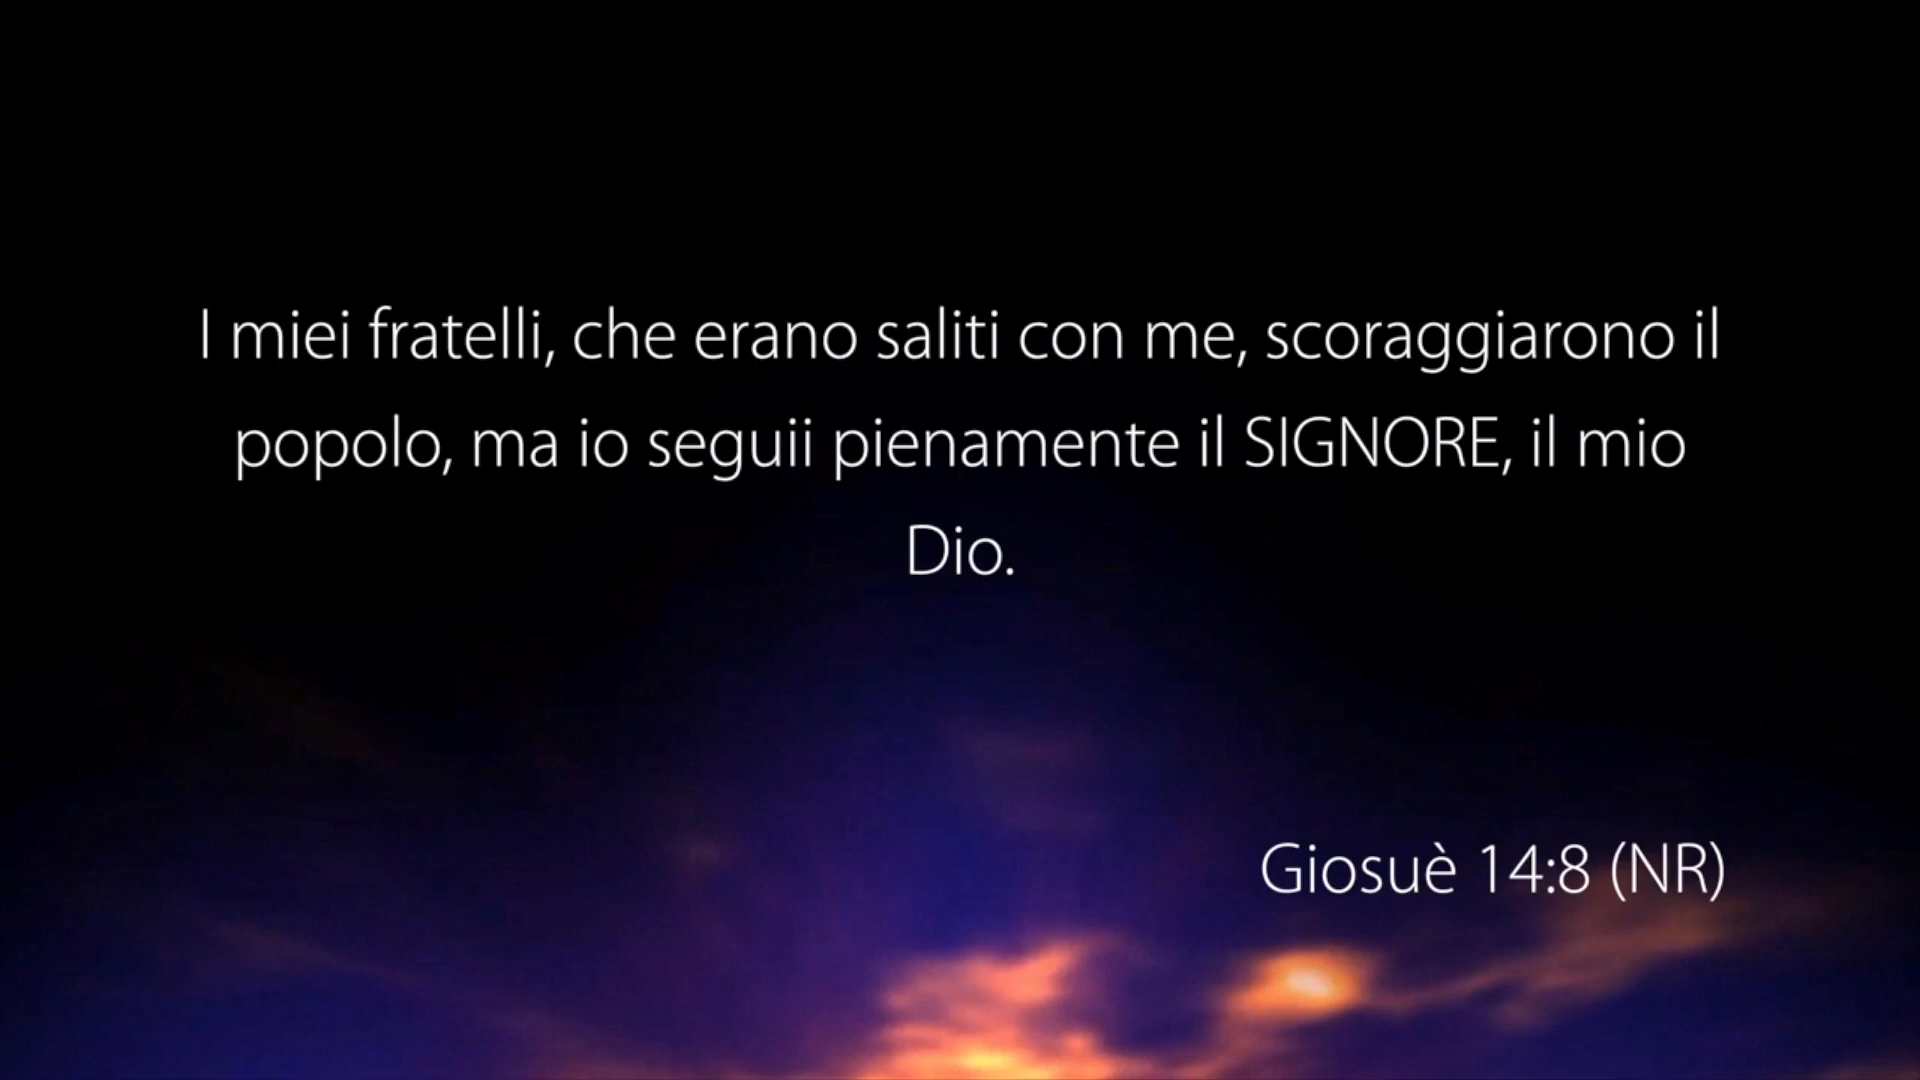 I miei fratelli, che erano saliti con me, scoraggiarono il
popolo, ma io seguii pienamente il SIGNORE, il mio
Dio.
Giosuè 14:8 (NR)